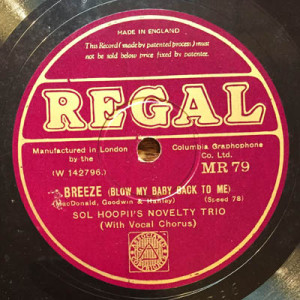 MADE IN ENGLAND
This Record (made by patented process) must
not be sold below price fixed by patentee.
REGAL
Manufactured in London by the
Columbia Graphophone Co. Ltd.
(W 142796.)
MR 79
BREEZE (BLOW MY BABY BACK TO ME)
(MacDonald, Goodwin & Hanley) (Speed 78)
SOL HOOPII'S NOVELTY TRIO
(With Vocal Chorus)